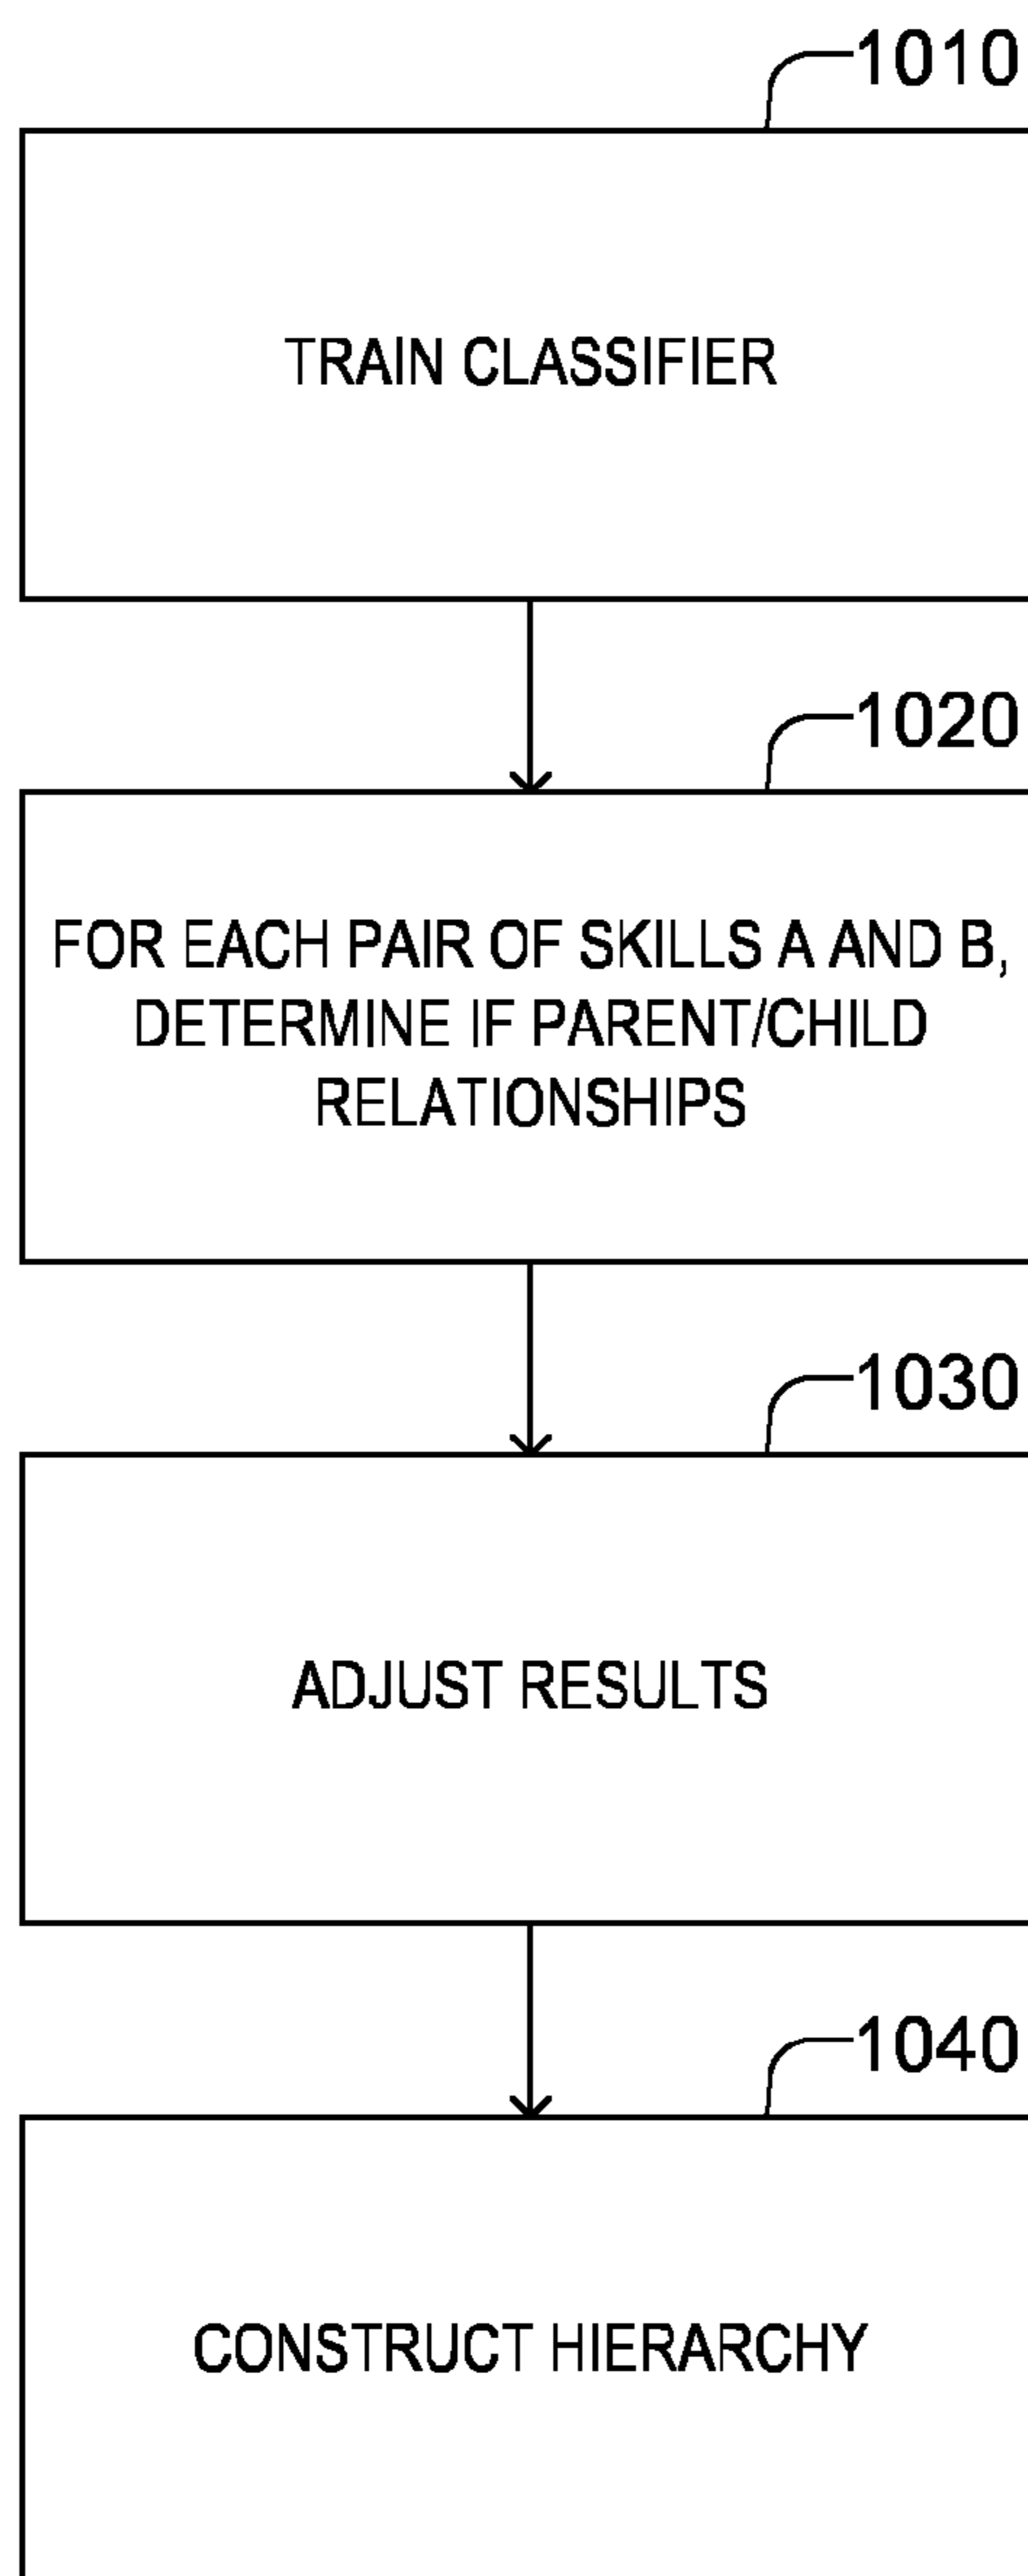 1010
TRAIN CLASSIFIER
1020
FOR EACH PAIR OF SKILLS A AND B,
DETERMINE IF PARENT/CHILD
RELATIONSHIPS
1030
ADJUST RESULTS
1040
CONSTRUCT HIERARCHY